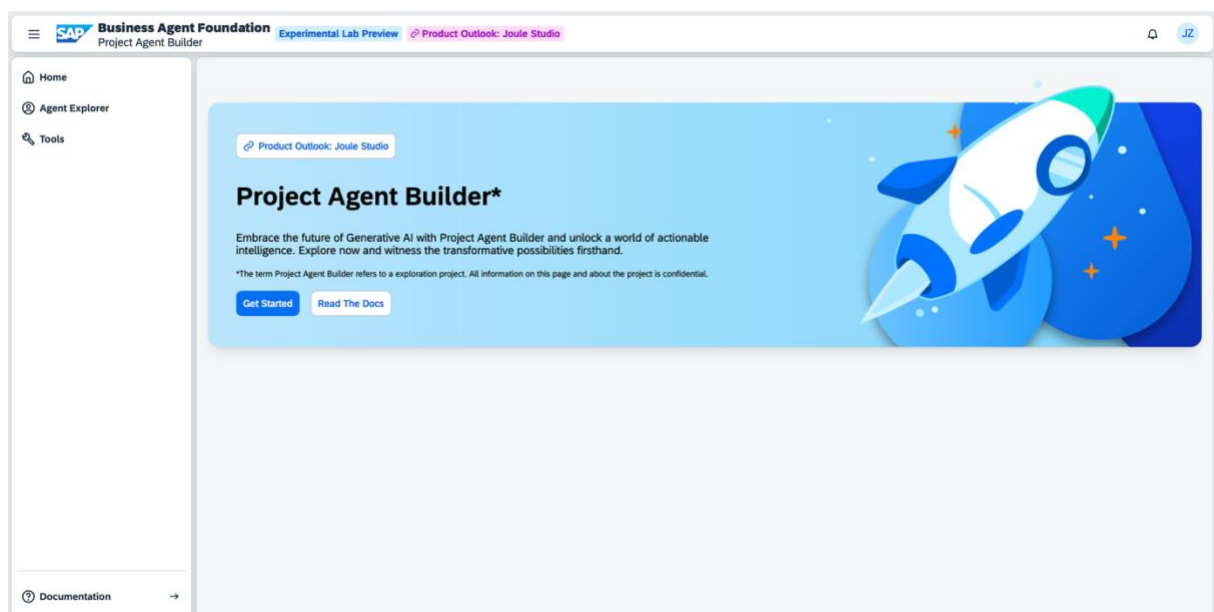 SAP
Business Agent Foundation
Project Agent Builder
Experimental Lab Preview
Product Outlook: Joule Studio
JZ
Home
Agent Explorer
Tools
Product Outlook: Joule Studio
Project Agent Builder*
Embrace the future of Generative AI with Project Agent Builder and unlock a world of actionable
intelligence. Explore now and witness the transformative possibilities firsthand.
*The term Project Agent Builder refers to a exploration project. All information on this page and about the project is confidential.
Get Started
Read The Docs
Documentation